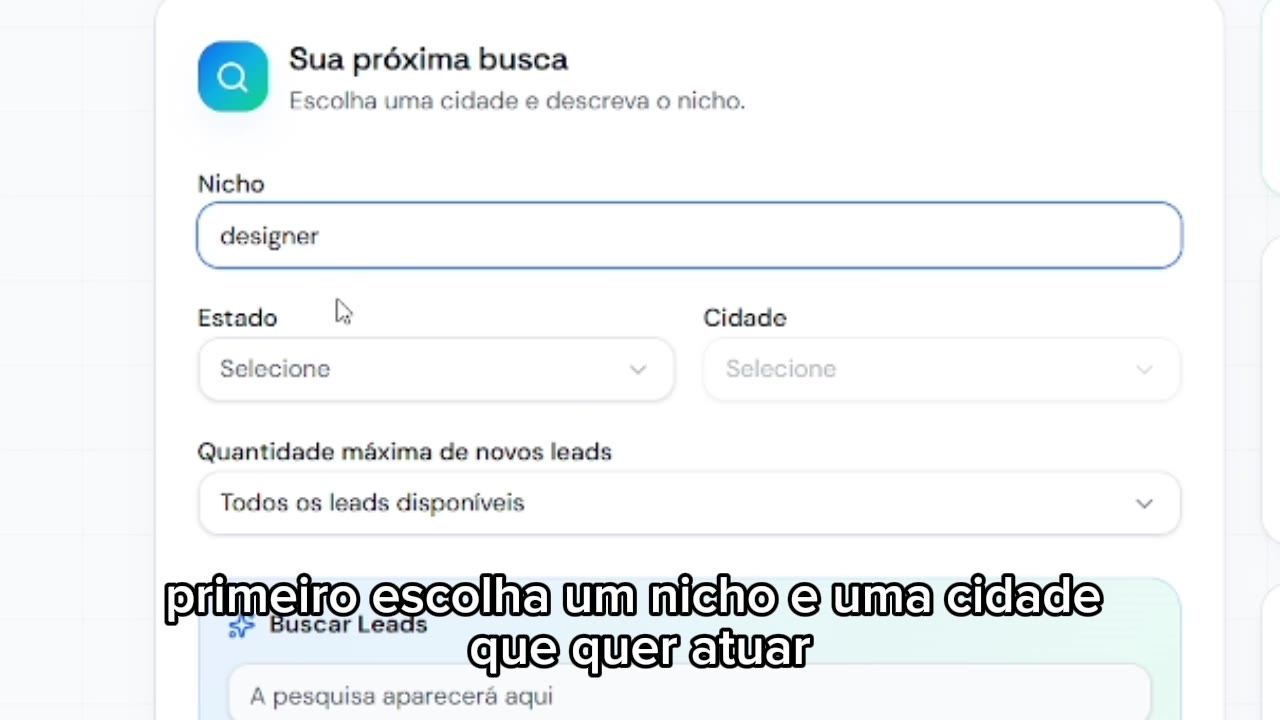 Sua próxima busca
Escolha uma cidade e descreva o nicho.
Nicho
designer
Estado
Cidade
Selecione
Selecione
Quantidade máxima de novos leads
Todos os leads disponíveis
primeiro escolha um nicho e uma cidade
que quer atuar
Buscar Leads
A pesquisa aparecerá aqui